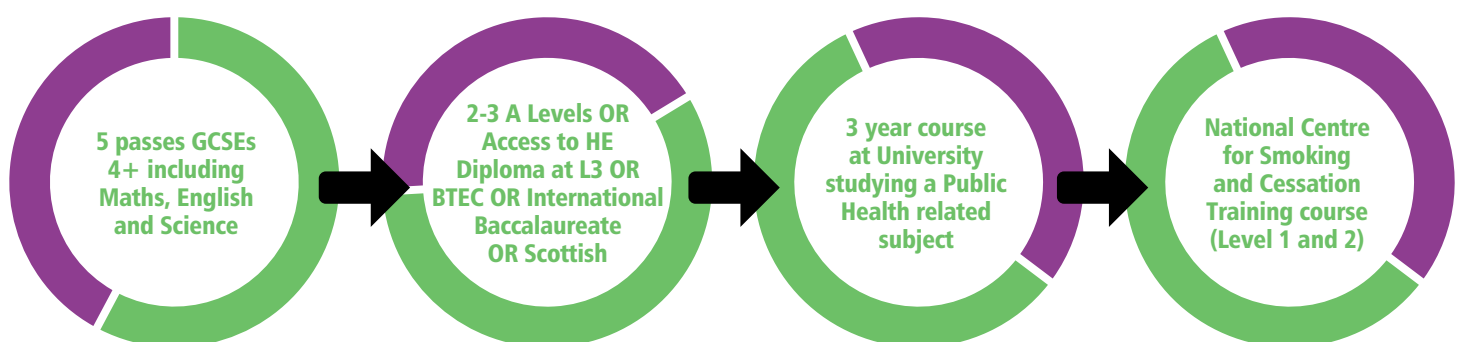 5 passes GCSEs
4+ including
Maths, English
and Science
2-3 A Levels OR
Access to HE
Diploma at L3 OR
BTEC OR International
Baccalaureate
OR Scottish
3 year course
at University
studying a Public
Health related
subject
National Centre
for Smoking
and Cessation
Training course
(Level 1 and 2)